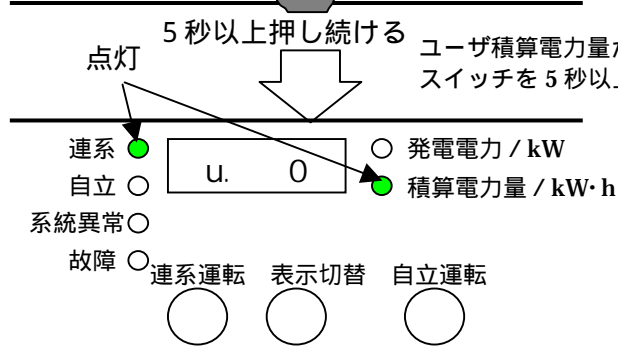 5秒以上押し続ける
ユーザ積算電力量が
スイッチを5秒以上
点灯
連系
u. 0
発電電力 / kW
自立
積算電力量 / kW・h
系統異常
故障
連系運転 表示切替 自立運転